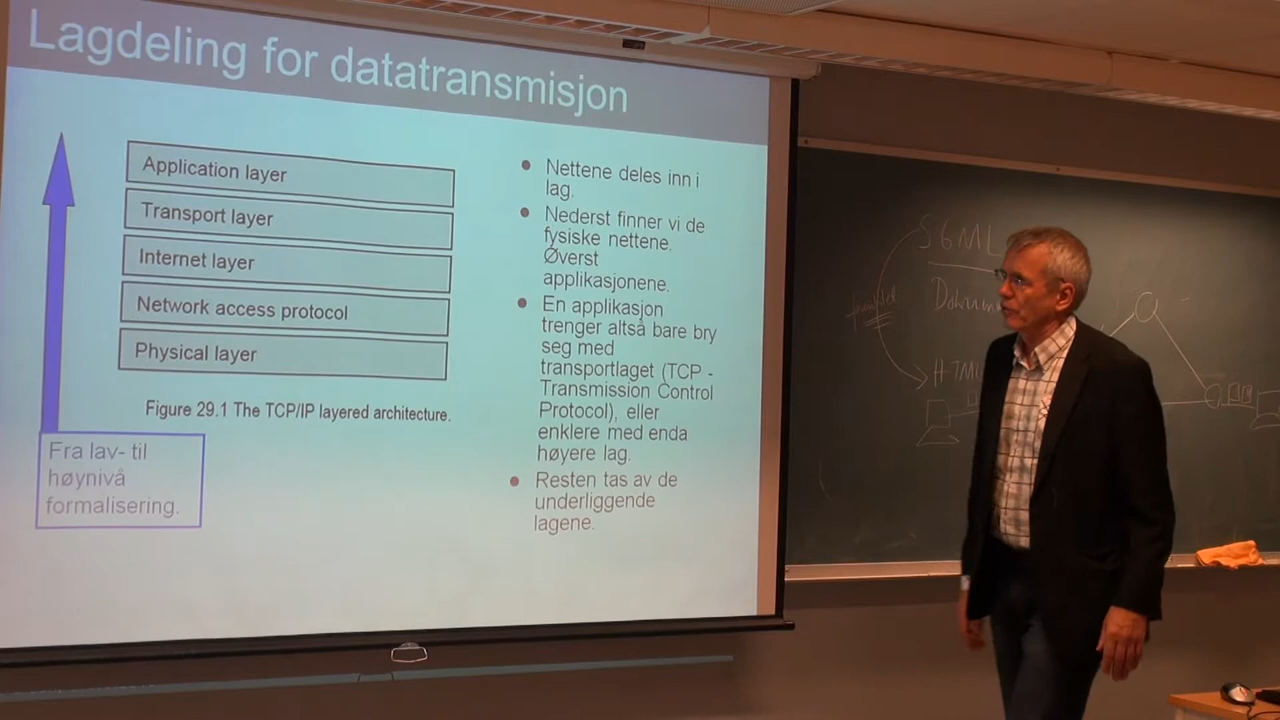 Lagdeling for datatransmisjon
Application layer
Transport layer
Internet layer
Network access protocol
Physical layer
Figure 29.1 The TCP/IP layered architecture.
Fra lav- til
høynivå
formalisering.
Nettene deles inn i
lag.
Nederst finner vi de
fysiske nettene.
Øverst
applikasjonene.
En applikasjon
trenger altså bare bry
seg med
transportlaget (TCP -
Transmission Control
Protocol), eller
enklere med enda
høyere lag.
Resten tas av de
underliggende
lagene.
SGML